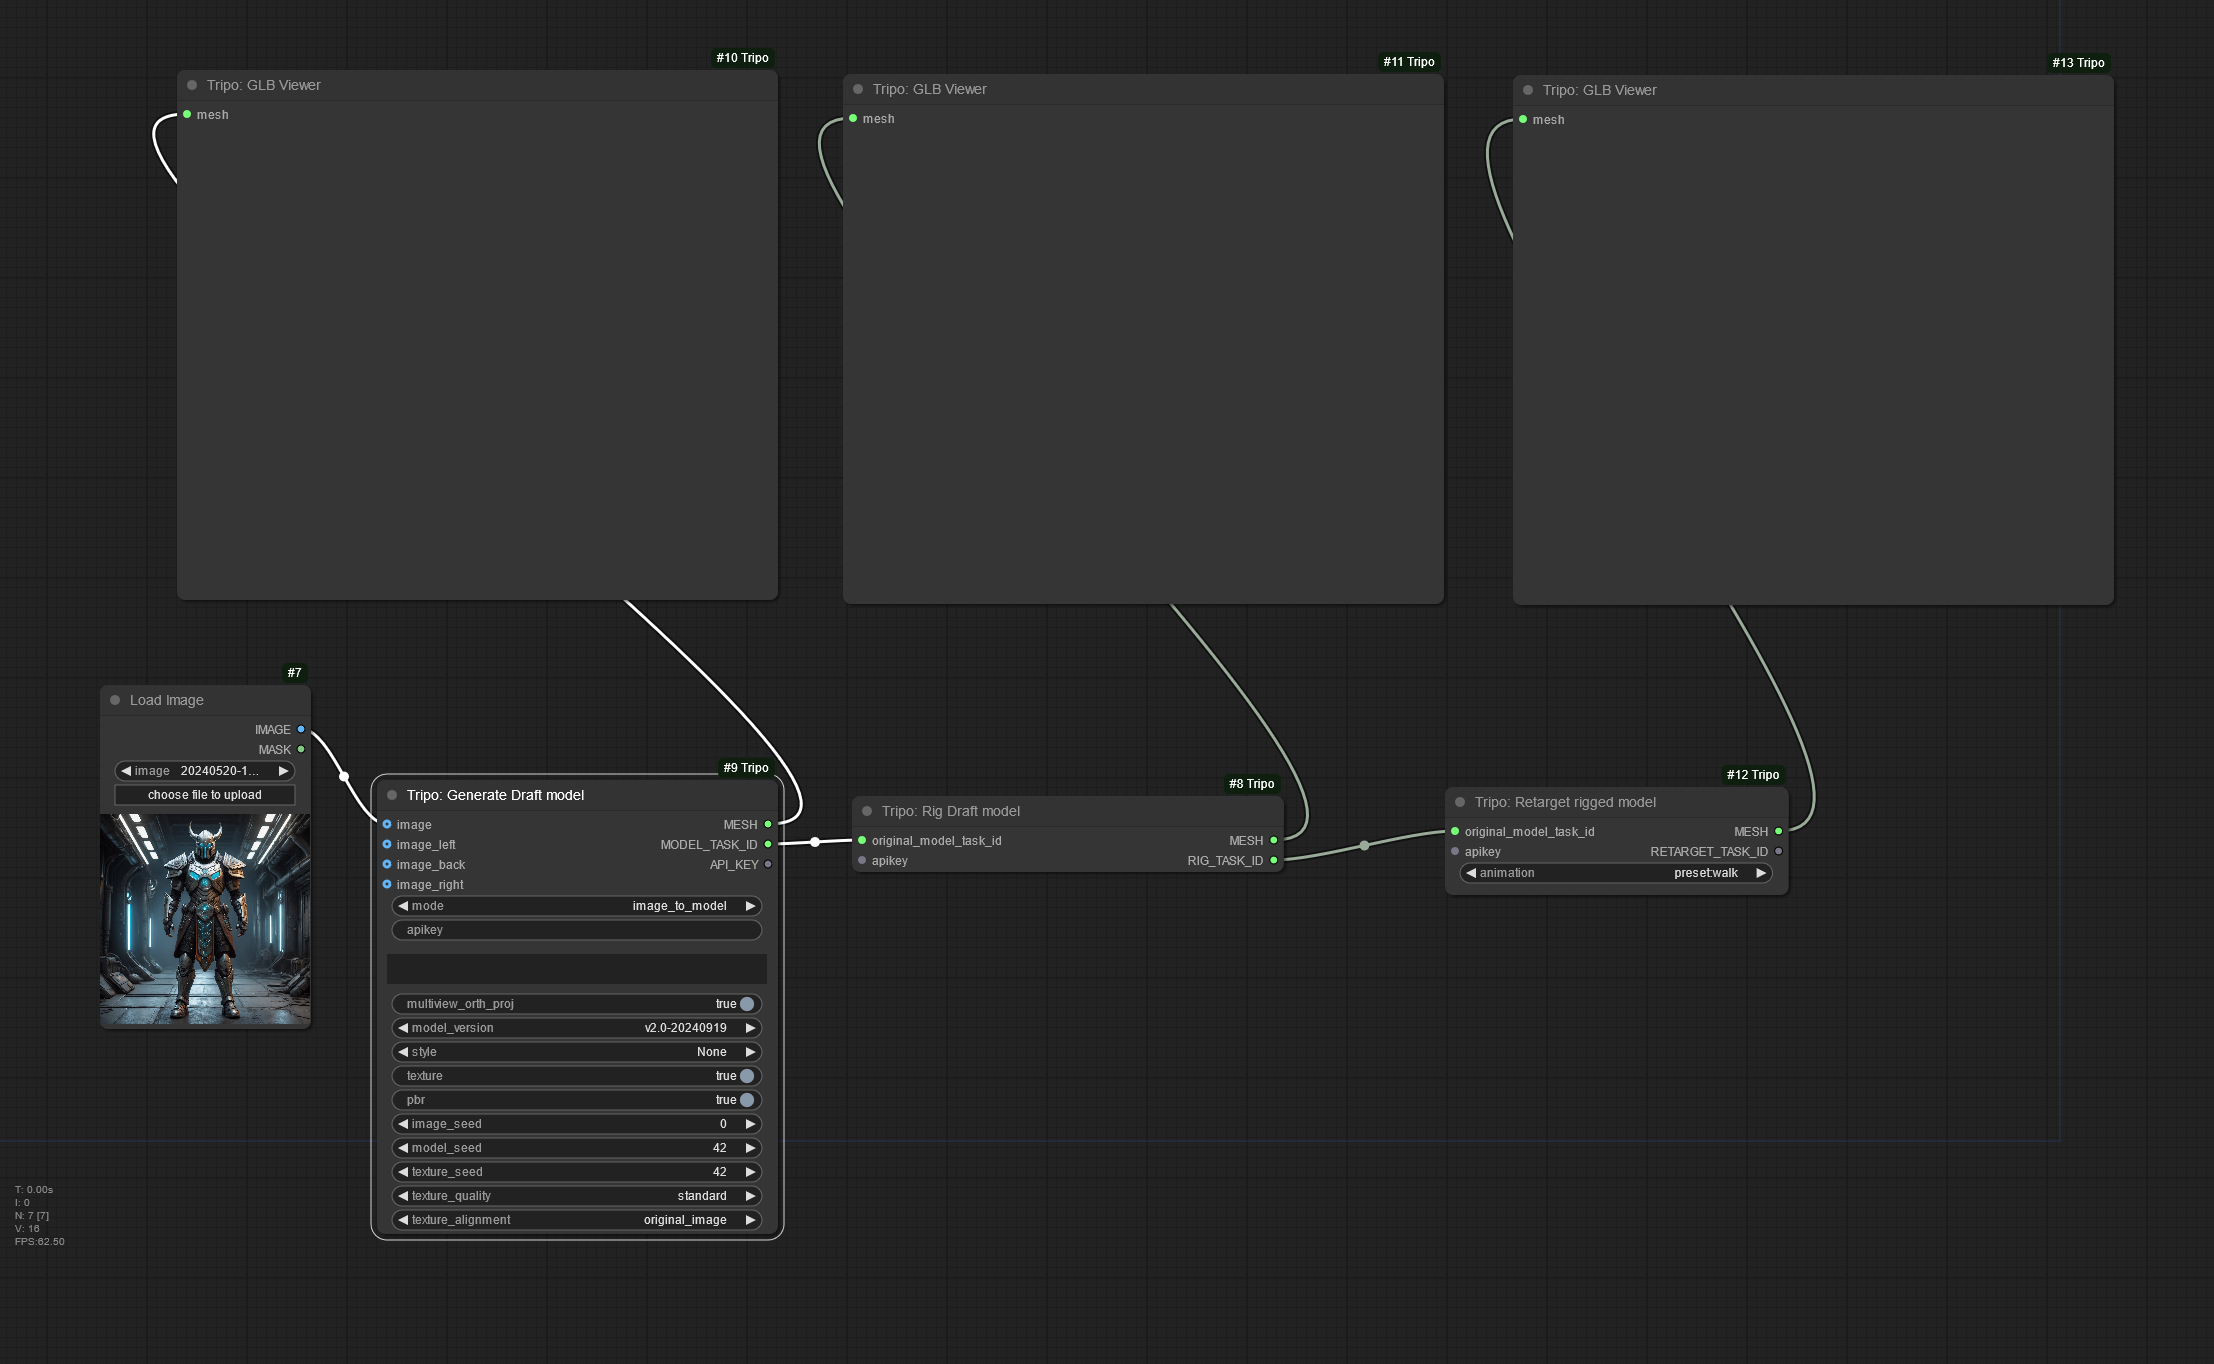 #10 Tripo
Tripo: GLB Viewer
mesh
#11 Tripo
Tripo: GLB Viewer
mesh
#13 Tripo
Tripo: GLB Viewer
mesh
#7
Load Image
IMAGE
MASK
image 20240520-1...
choose file to upload
#9 Tripo
Tripo: Generate Draft model
image MESH
image_left MODEL_TASK_ID
image_back API_KEY
image_right
mode image_to_model
apikey
multiview_orth_proj true
model_version v2.0-20240919
style None
texture true
pbr true
image_seed 0
model_seed 42
texture_seed 42
texture_quality standard
texture_alignment original_image
#8 Tripo
Tripo: Rig Draft model
original_model_task_id MESH
apikey RIG_TASK_ID
#12 Tripo
Tripo: Retarget rigged model
original_model_task_id MESH
apikey RETARGET_TASK_ID
animation preset:walk
T: 0.00s
I: 0
N: 7 [7]
V: 16
FPS:62.50